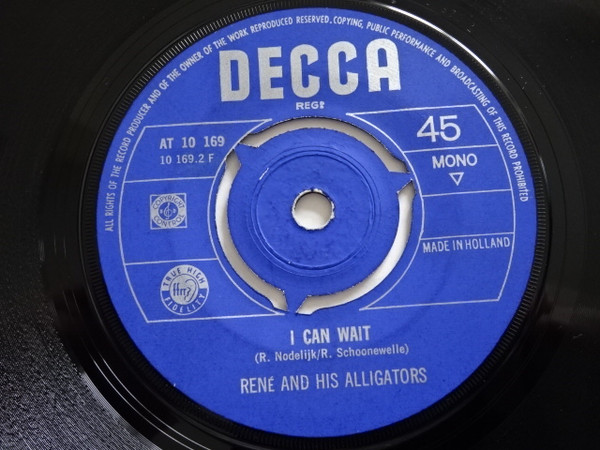 ALL RIGHTS OF THE RECORD PRODUCER AND OF THE OWNER OF THE WORK REPRODUCED RESERVED. COPYING, PUBLIC PERFORMANCE AND BROADCASTING OF THIS RECORD PROHIBITED
DECCA
REGD
AT 10 169
10 169.2 F
45
MONO
COPYRIGHT
CONTROL
MADE IN HOLLAND
TRUE HIGH
ffrr
FIDELITY
I CAN WAIT
(R. Nodelijk/R. Schoonewelle)
RENÉ AND HIS ALLIGATORS